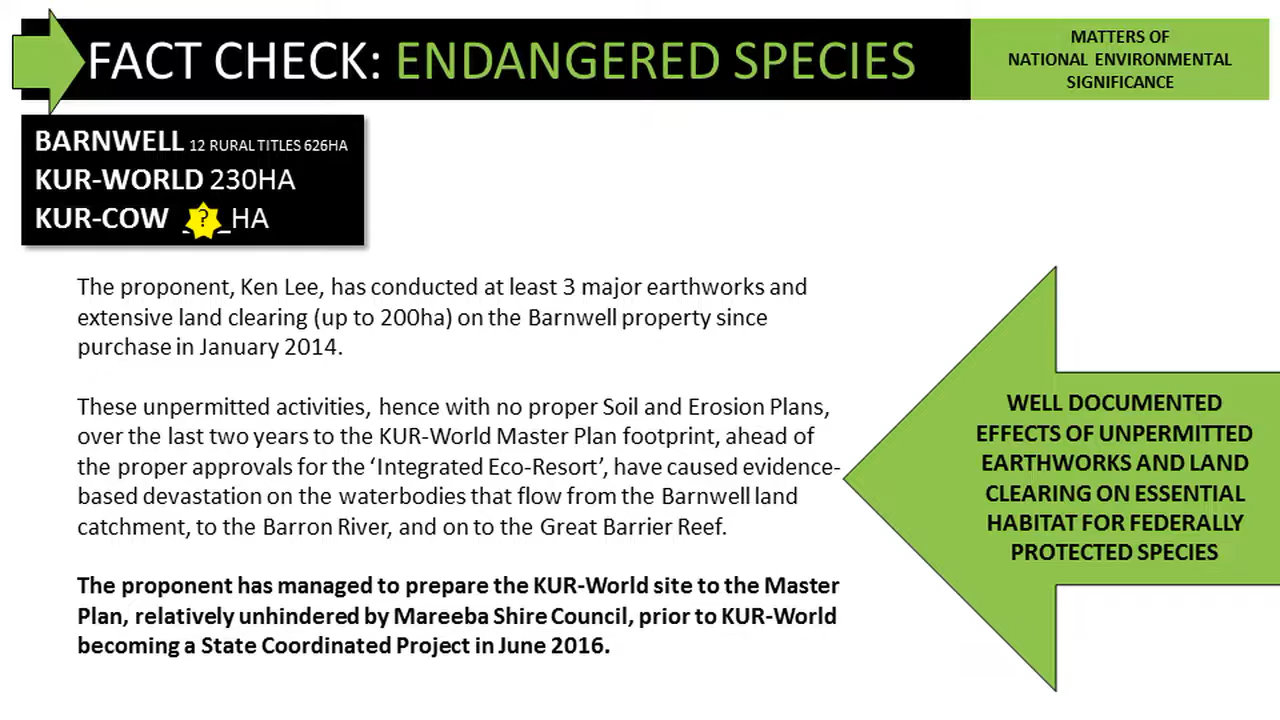 FACT CHECK: ENDANGERED SPECIES
MATTERS OF
NATIONAL ENVIRONMENTAL
SIGNIFICANCE
BARNWELL 12 RURAL TITLES 626HA
KUR-WORLD 230HA
KUR-COW _?_HA
The proponent, Ken Lee, has conducted at least 3 major earthworks and
extensive land clearing (up to 200ha) on the Barnwell property since
purchase in January 2014.
These unpermitted activities, hence with no proper Soil and Erosion Plans,
over the last two years to the KUR-World Master Plan footprint, ahead of
the proper approvals for the ‘Integrated Eco-Resort’, have caused evidence-
based devastation on the waterbodies that flow from the Barnwell land
catchment, to the Barron River, and on to the Great Barrier Reef.
The proponent has managed to prepare the KUR-World site to the Master
Plan, relatively unhindered by Mareeba Shire Council, prior to KUR-World
becoming a State Coordinated Project in June 2016.
WELL DOCUMENTED
EFFECTS OF UNPERMITTED
EARTHWORKS AND LAND
CLEARING ON ESSENTIAL
HABITAT FOR FEDERALLY
PROTECTED SPECIES